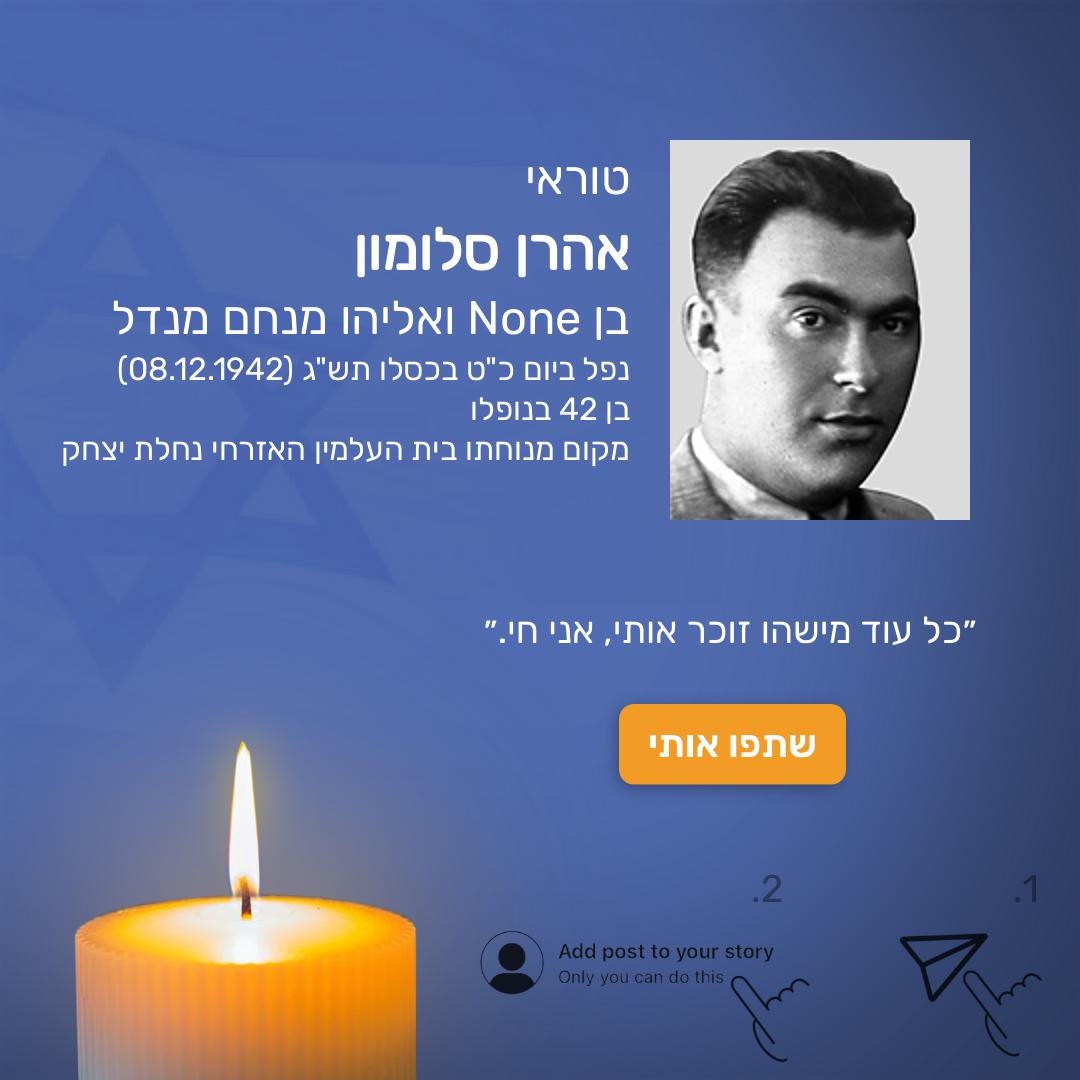 טוראי
אהרן סלומון
בן None ואליהו מנחם מנדל
נפל ביום כ"ט בכסלו תש"ג (08.12.1942)
בן 42 בנופלו
מקום מנוחתו בית העלמין האזרחי נחלת יצחק
״כל עוד מישהו זוכר אותי, אני חי.״
שתפו אותי
.1
.2
Add post to your story
Only you can do this